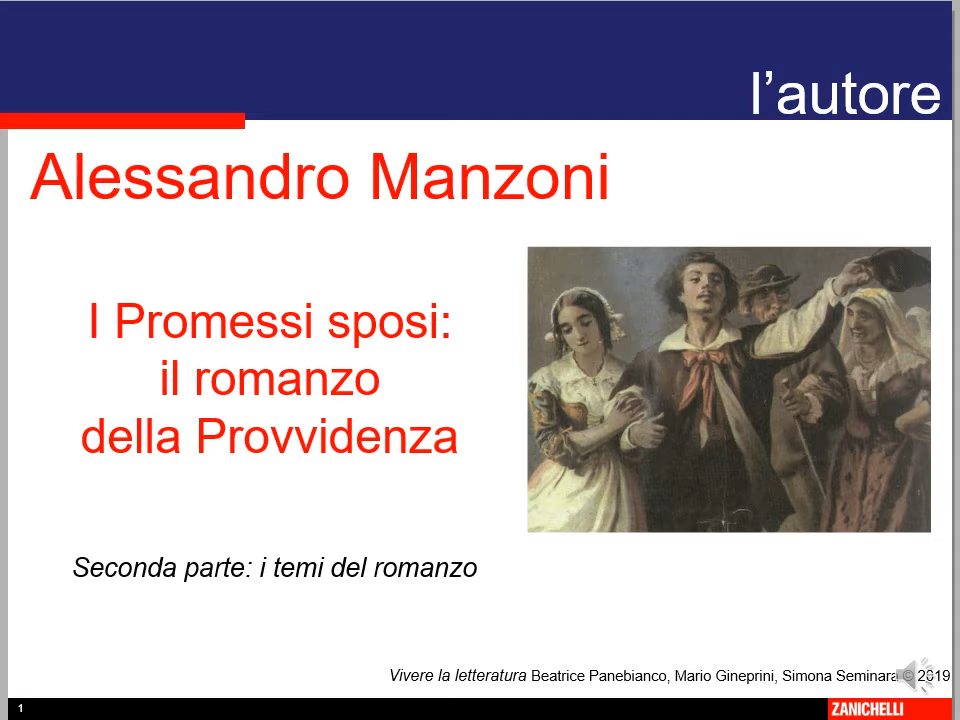 l’autore
Alessandro Manzoni
I Promessi sposi:
il romanzo
della Provvidenza
Seconda parte: i temi del romanzo
Vivere la letteratura Beatrice Panebianco, Mario Gineprini, Simona Seminara © 2019
1
ZANICHELLI